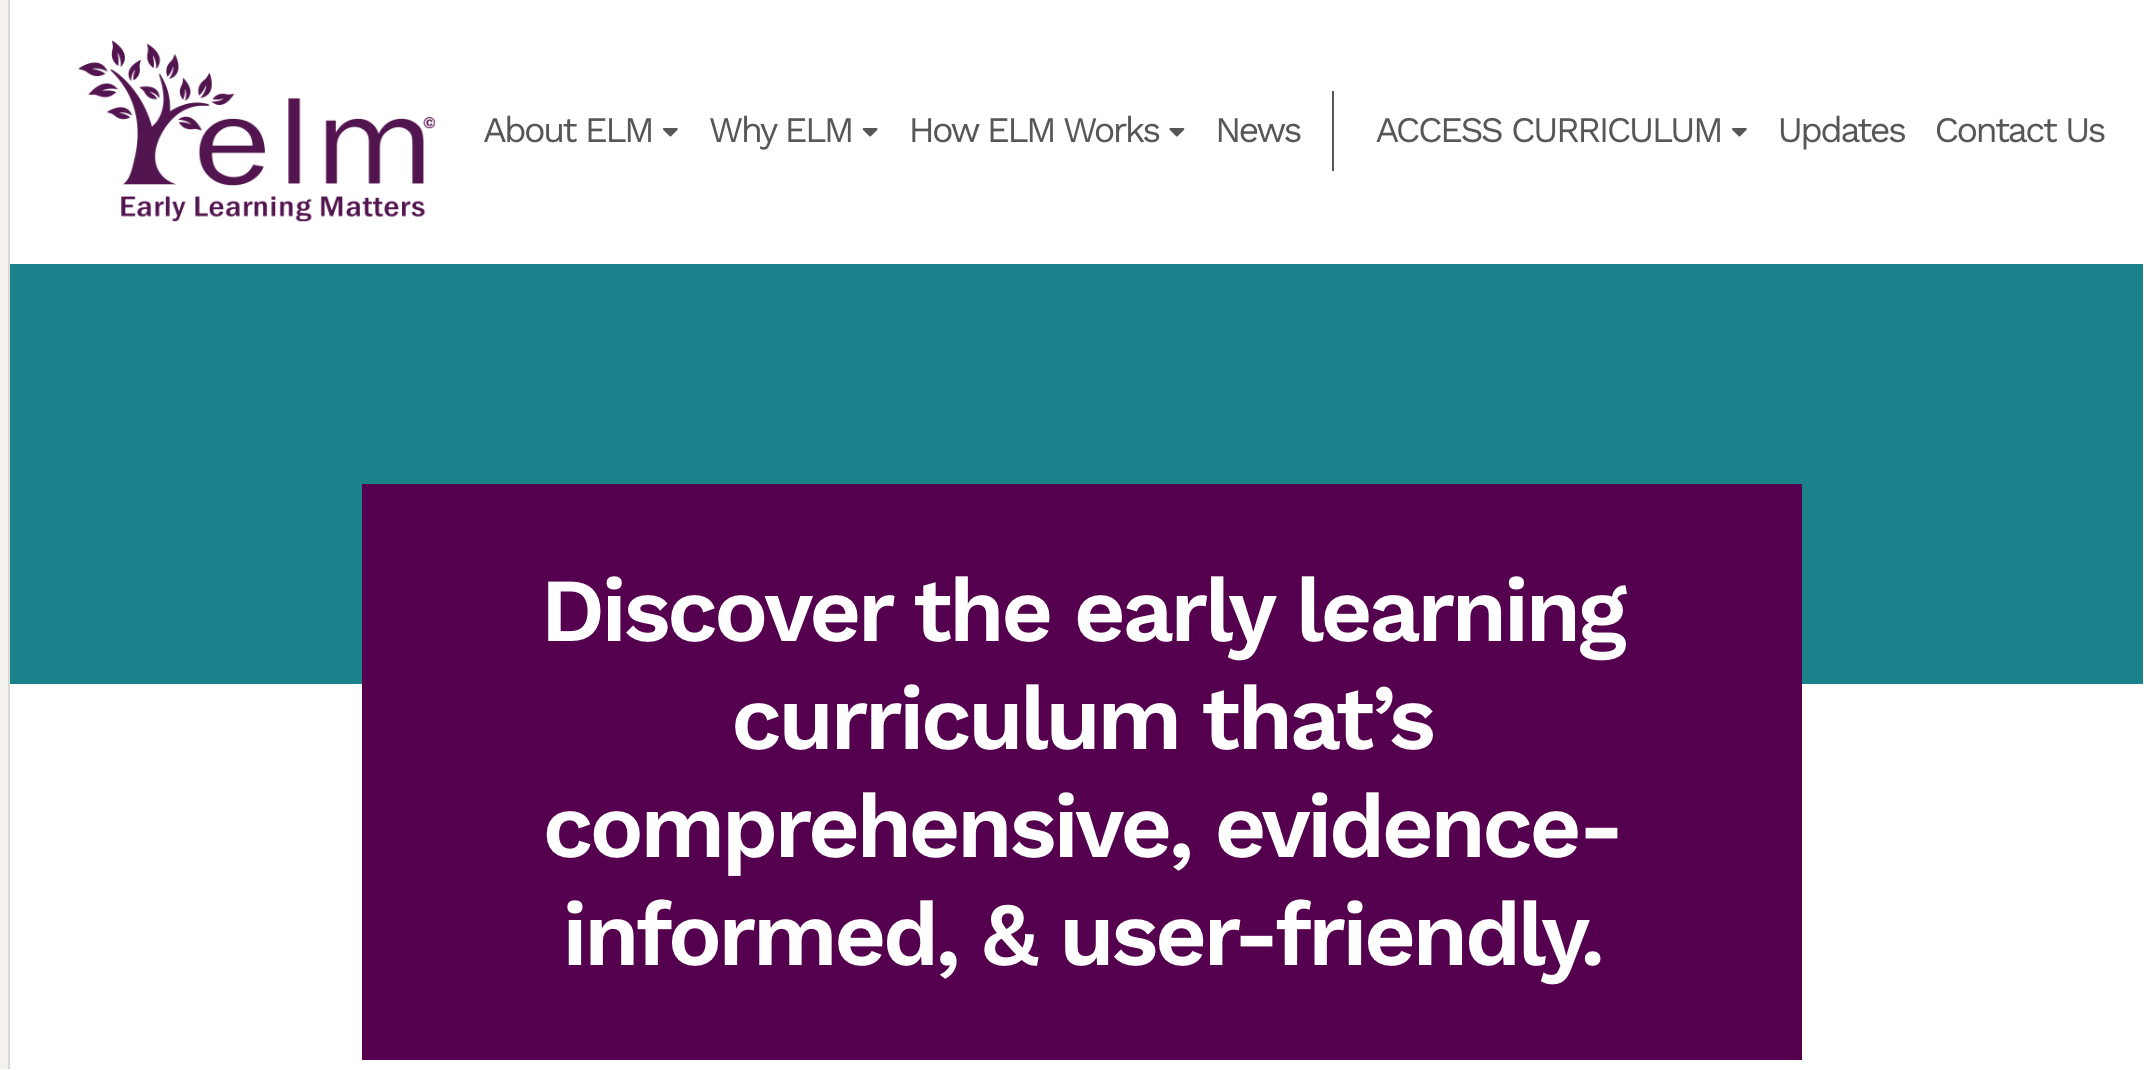 elm©
Early Learning Matters
About ELM
Why ELM
How ELM Works
News
ACCESS CURRICULUM
Updates
Contact Us
Discover the early learning
curriculum that’s
comprehensive, evidence-
informed, & user-friendly.